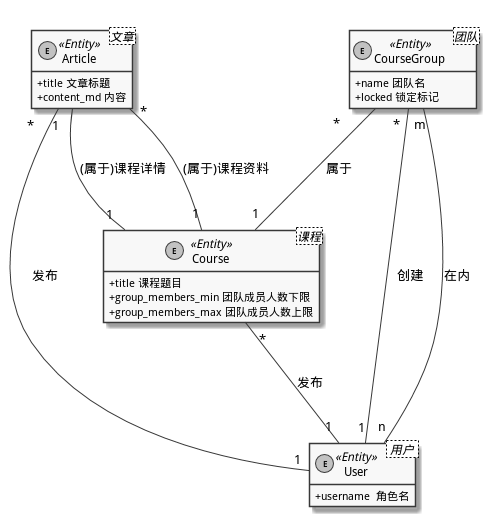 文章
E
«Entity»
Article
+title 文章标题
+content_md 内容
团队
E
«Entity»
CourseGroup
+name 团队名
+locked 锁定标记
*
1
*
*
*
m
(属于)课程详情
(属于)课程资料
属于
1
1
1
课程
E
«Entity»
Course
+title 课程题目
+group_members_min 团队成员人数下限
+group_members_max 团队成员人数上限
发布
创建
在内
*
发布
1
1
1
n
用户
E
«Entity»
User
+username 角色名